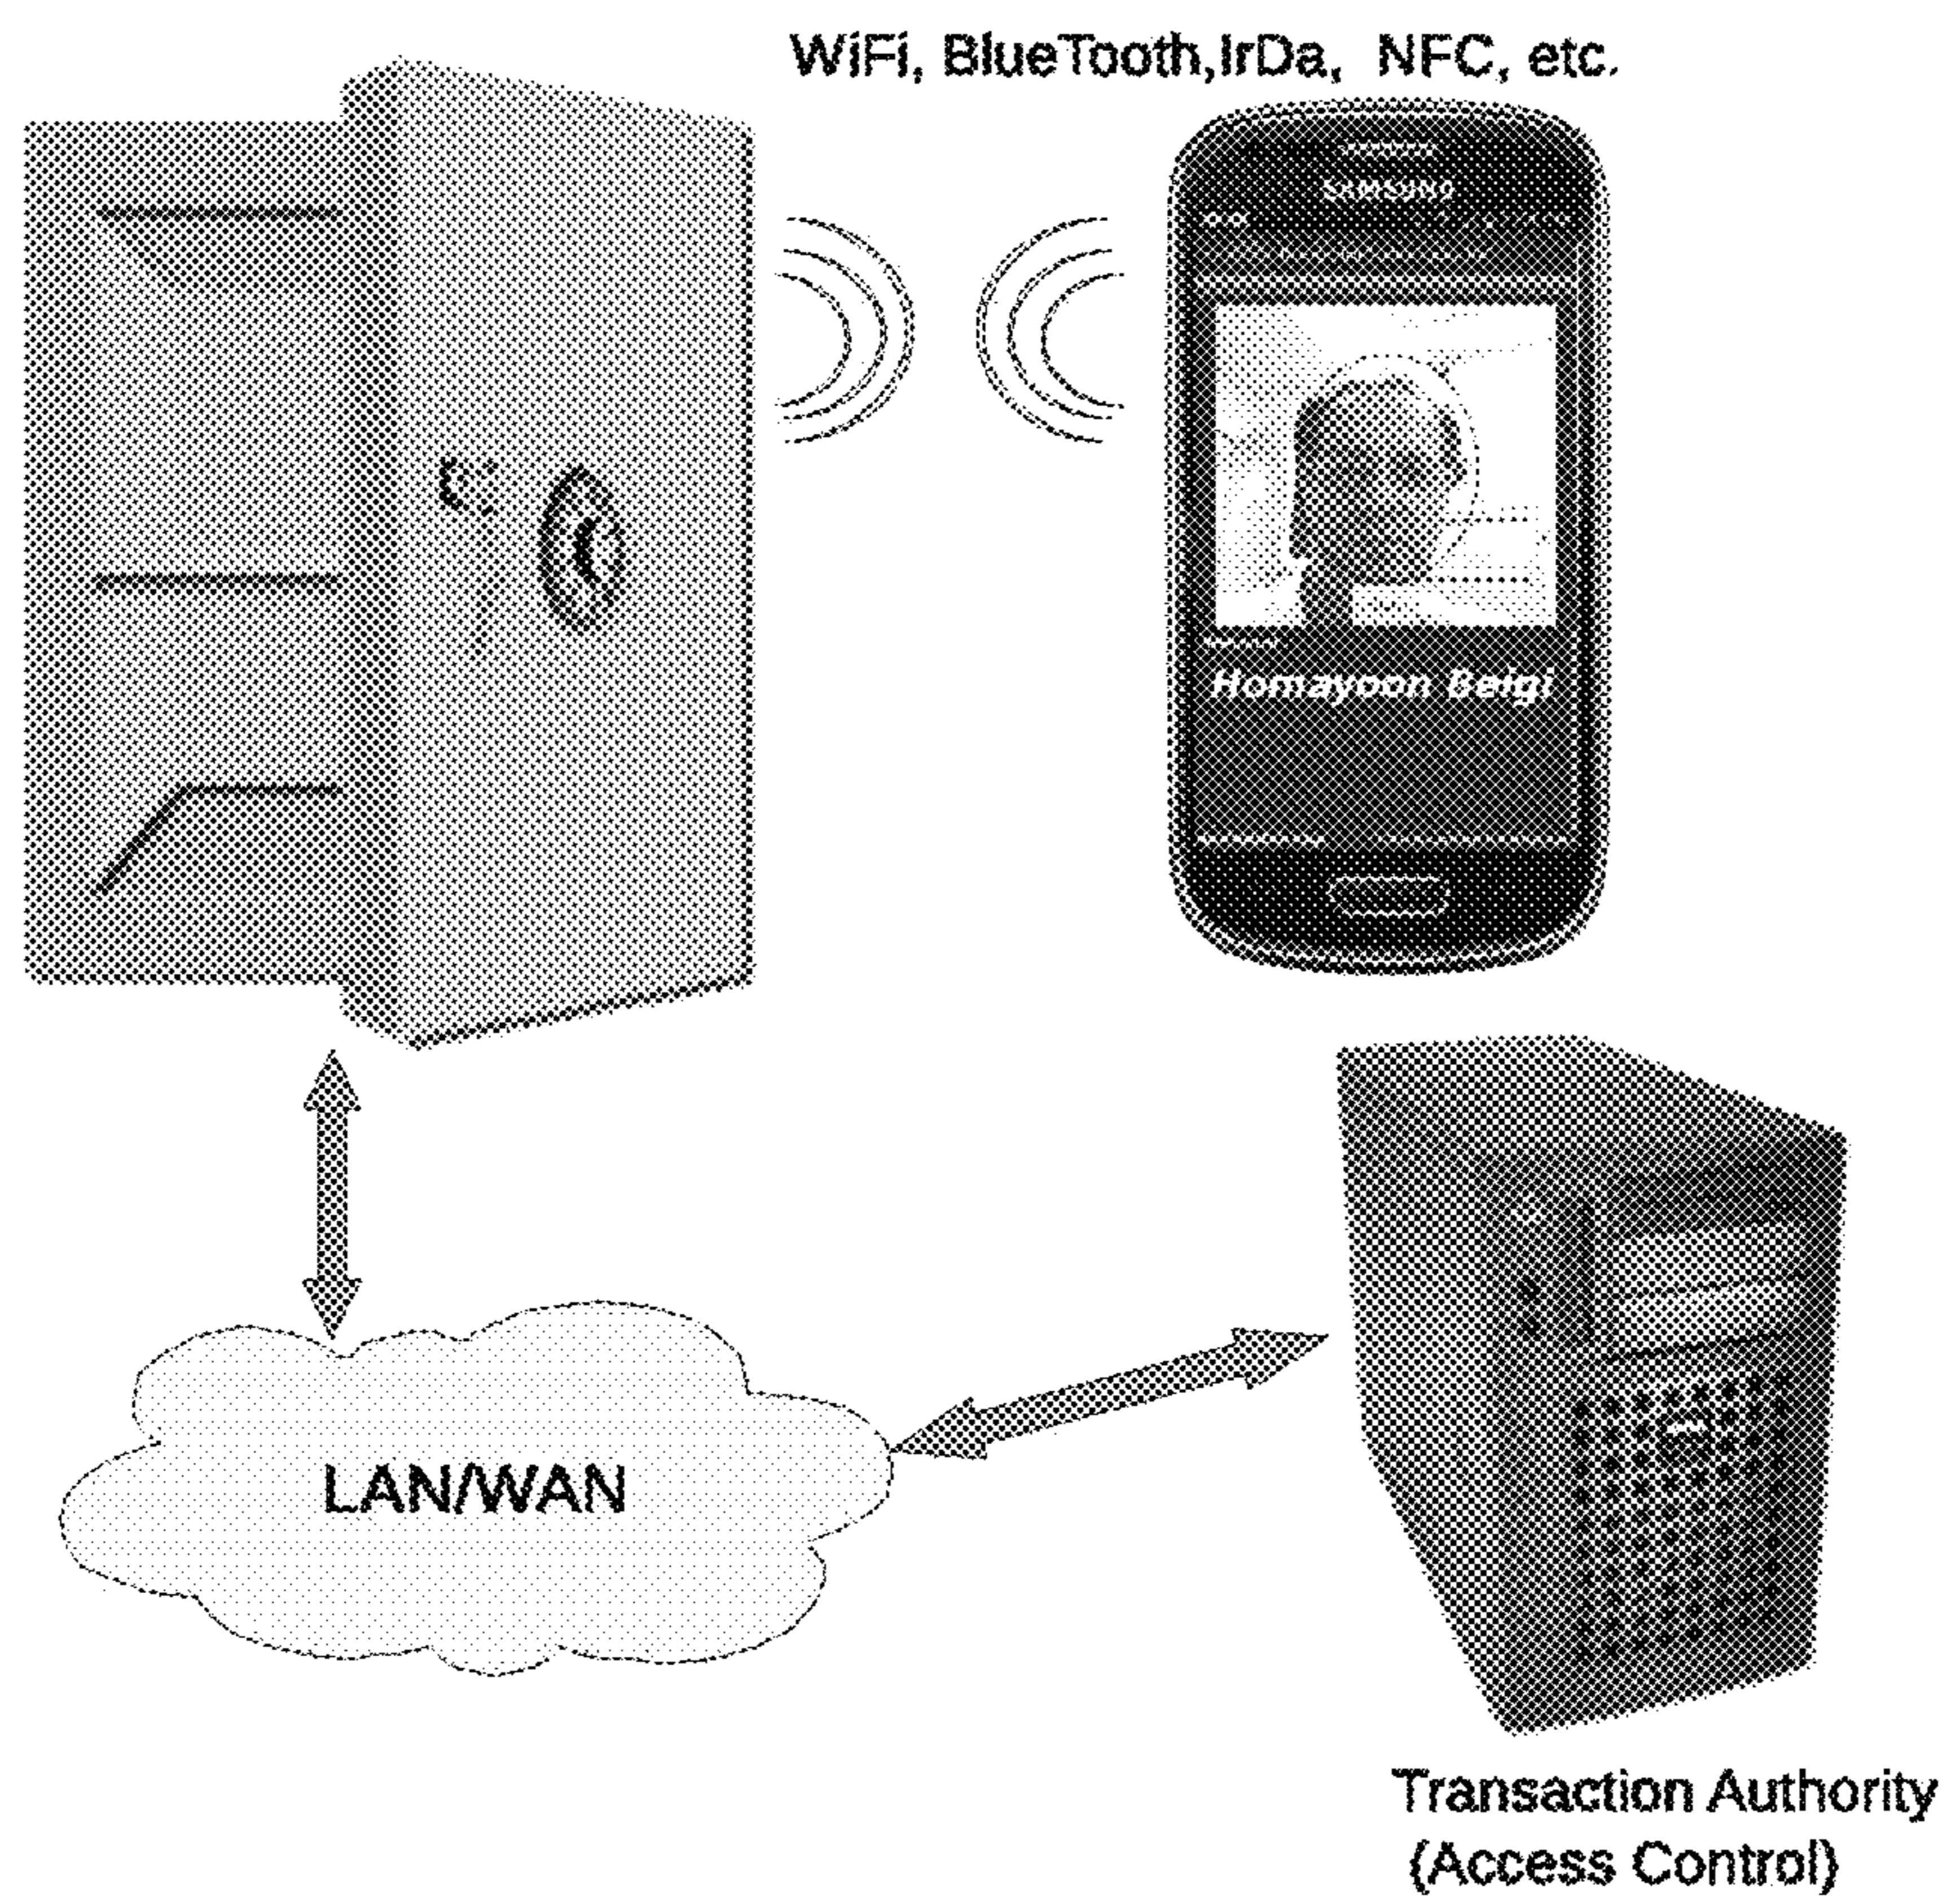 WiFi, BlueTooth,IrDa, NFC, etc.
SAMSUNG
Homayoon Beigi
LAN/WAN
Transaction Authority
(Access Control)